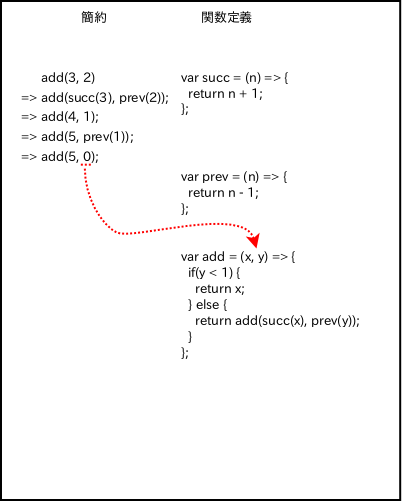 簡約
関数定義
add(3, 2)
=> add(succ(3), prev(2));
=> add(4, 1);
=> add(5, prev(1));
=> add(5, 0);
var succ = (n) => {
return n + 1;
};
var prev = (n) => {
return n - 1;
};
var add = (x, y) => {
if(y < 1) {
return x;
} else {
return add(succ(x), prev(y));
}
};